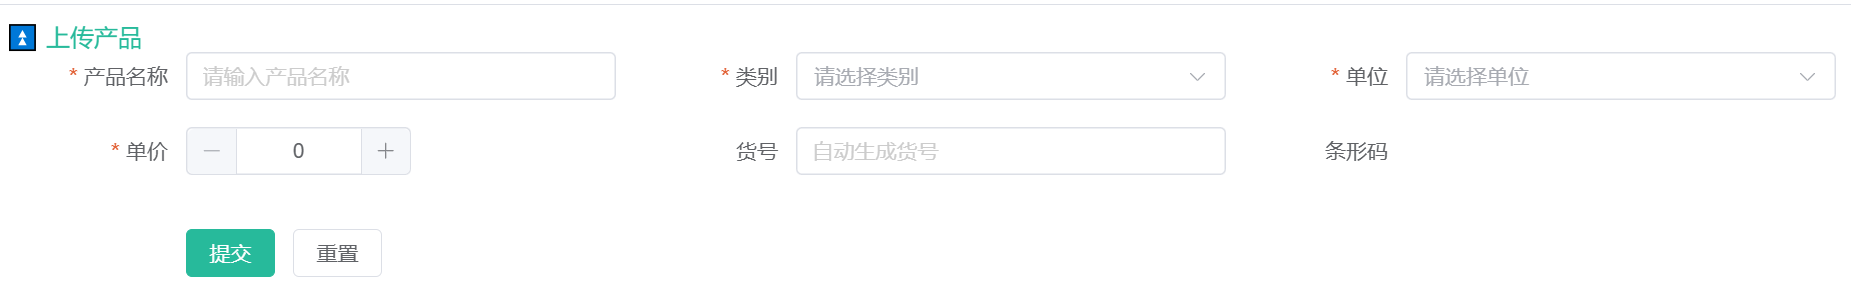 上传产品
* 产品名称 请输入产品名称 * 类别 请选择类别 * 单位 请选择单位
* 单价 0 货号 自动生成货号 条形码
提交 重置